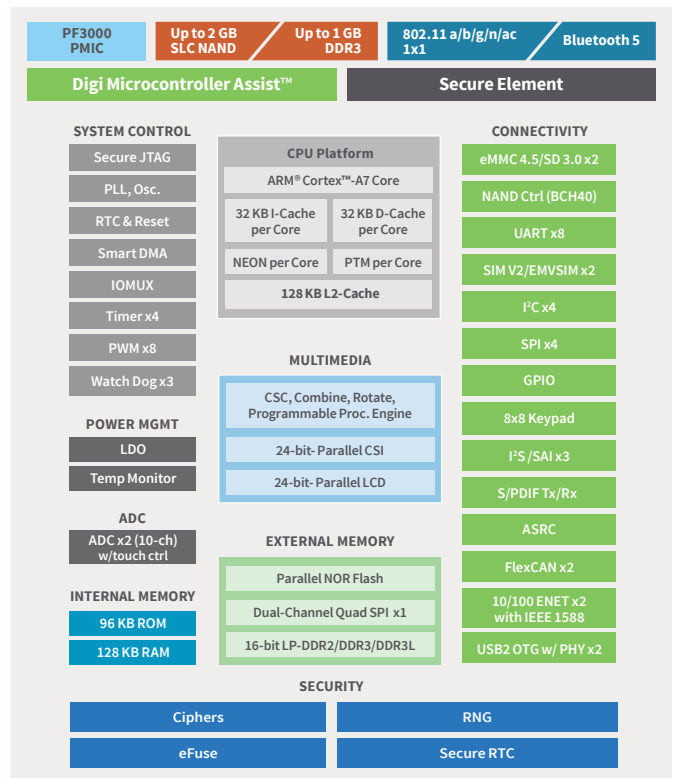 PF3000
PMIC
Up to 2 GB
SLC NAND
Up to 1 GB
DDR3
802.11 a/b/g/n/ac
1x1
Bluetooth 5
Digi Microcontroller Assist™
Secure Element
SYSTEM CONTROL
Secure JTAG
PLL, Osc.
RTC & Reset
Smart DMA
IOMUX
Timer x4
PWM x8
Watch Dog x3
POWER MGMT
LDO
Temp Monitor
ADC
ADC x2 (10-ch)
w/touch ctrl
INTERNAL MEMORY
96 KB ROM
128 KB RAM
CPU Platform
ARM® Cortex™-A7 Core
32 KB I-Cache
per Core
32 KB D-Cache
per Core
NEON per Core
PTM per Core
128 KB L2-Cache
MULTIMEDIA
CSC, Combine, Rotate,
Programmable Proc. Engine
24-bit- Parallel CSI
24-bit- Parallel LCD
EXTERNAL MEMORY
Parallel NOR Flash
Dual-Channel Quad SPI x1
16-bit LP-DDR2/DDR3/DDR3L
CONNECTIVITY
eMMC 4.5/SD 3.0 x2
NAND Ctrl (BCH40)
UART x8
SIM V2/EMVSIM x2
I²C x4
SPI x4
GPIO
8x8 Keypad
I²S /SAI x3
S/PDIF Tx/Rx
ASRC
FlexCAN x2
10/100 ENET x2
with IEEE 1588
USB2 OTG w/ PHY x2
SECURITY
Ciphers
RNG
eFuse
Secure RTC